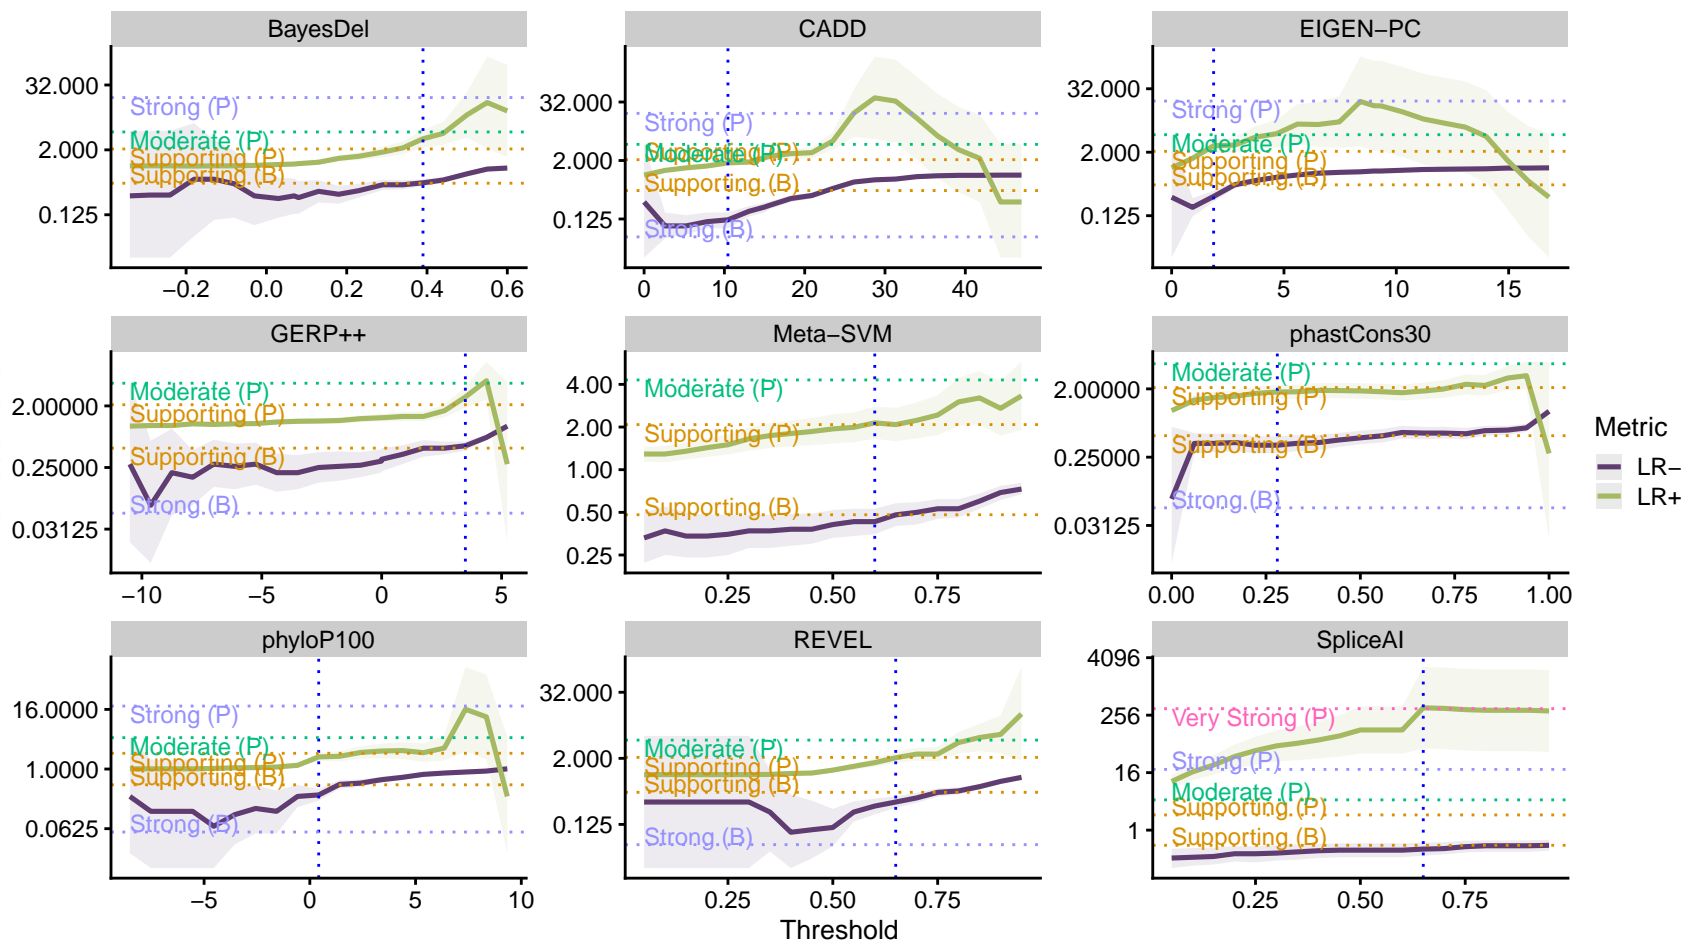 BayesDel
32.000
2.000
0.125
Strong (P)
Moderate (P)
Supporting (P)
Supporting (B)
−0.2 0.0 0.2 0.4 0.6
CADD
32.000
2.000
0.125
Strong (P)
Supporting (P)
Moderate (P)
Supporting (B)
Strong (B)
0 10 20 30 40
EIGEN−PC
32.000
2.000
0.125
Strong (P)
Moderate (P)
Supporting (P)
Supporting (B)
0 5 10 15
GERP++
2.00000
0.25000
0.03125
Moderate (P)
Supporting (P)
Supporting (B)
Strong (B)
−10 −5 0 5
Meta−SVM
4.00
2.00
1.00
0.50
0.25
Moderate (P)
Supporting (P)
Supporting (B)
0.25 0.50 0.75
phastCons30
2.00000
0.25000
0.03125
Moderate (P)
Supporting (P)
Supporting (B)
Strong (B)
0.00 0.25 0.50 0.75 1.00
phyloP100
16.0000
1.0000
0.0625
Strong (P)
Moderate (P)
Supporting (P)
Supporting (B)
Strong (B)
−5 0 5 10
REVEL
32.000
2.000
0.125
Moderate (P)
Supporting (P)
Supporting (B)
Strong (B)
0.25 0.50 0.75
SpliceAI
4096
256
16
1
Very Strong (P)
Strong (P)
Moderate (P)
Supporting (P)
Supporting (B)
0.25 0.50 0.75
Threshold
Metric
LR−
LR+